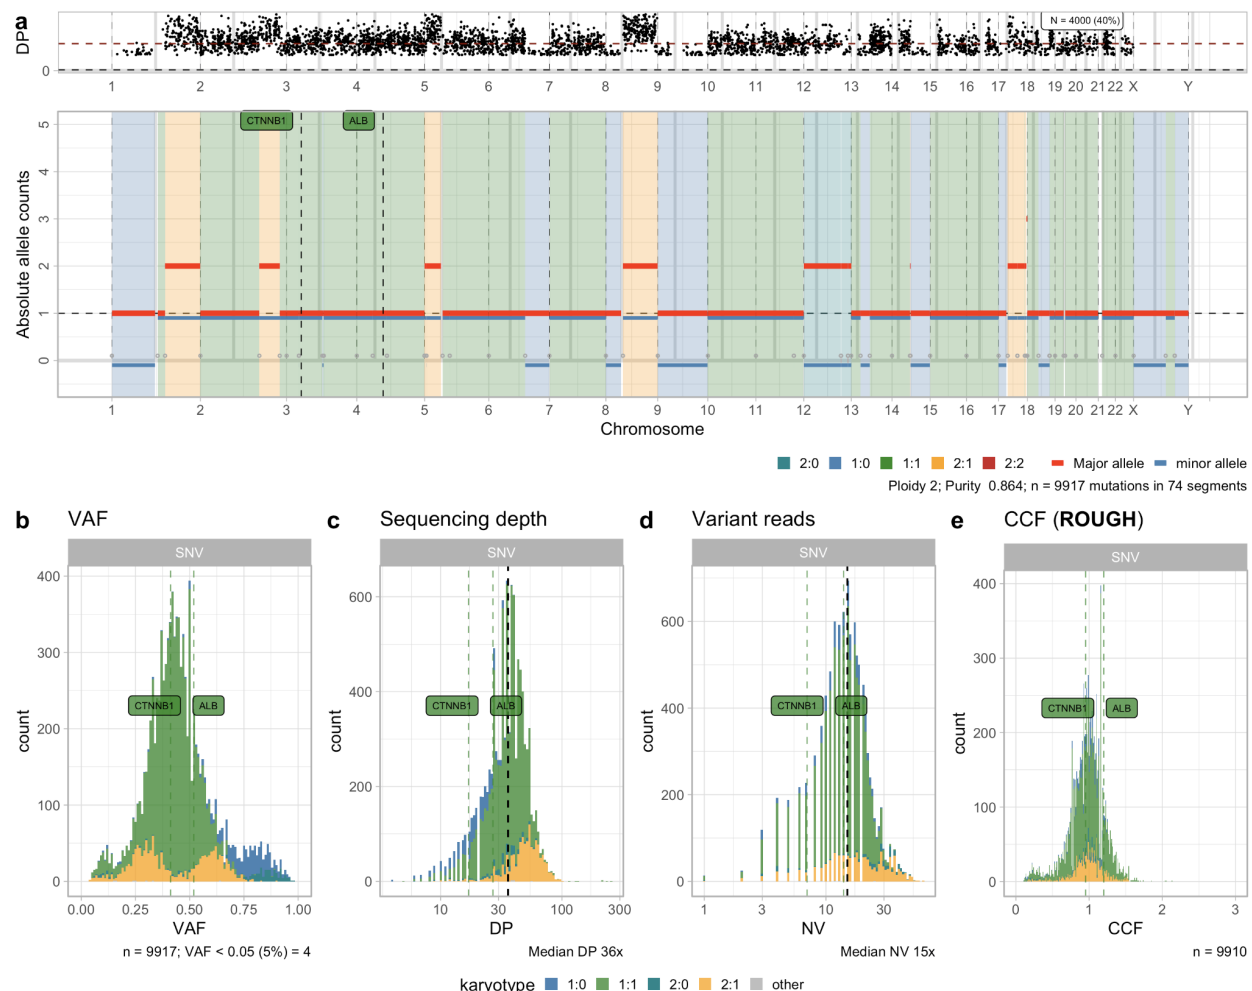 a
DP
0
N = 4000 (40%)
1 2 3 4 5 6 7 8 9 10 11 12 13 14 15 16 17 18 19 20 21 22 X Y
Absolute allele counts
5
4
3
2
1
0
CTNNB1
ALB
1 2 3 4 5 6 7 8 9 10 11 12 13 14 15 16 17 18 19 20 21 22 X Y
Chromosome
2:0 1:0 1:1 2:1 2:2 Major allele minor allele
Ploidy 2; Purity 0.864; n = 9917 mutations in 74 segments
b VAF
SNV
count
400
300
200
100
0
CTNNB1
ALB
0.00 0.25 0.50 0.75 1.00
VAF
n = 9917; VAF < 0.05 (5%) = 4
c Sequencing depth
SNV
count
600
400
200
0
CTNNB1
ALB
10 30 100 300
DP
Median DP 36x
d Variant reads
SNV
count
600
400
200
0
CTNNB1
ALB
1 3 10 30
NV
Median NV 15x
e CCF (ROUGH)
SNV
count
400
300
200
100
0
CTNNB1
ALB
0 1 2 3
CCF
n = 9910
karyotype 1:0 1:1 2:0 2:1 other